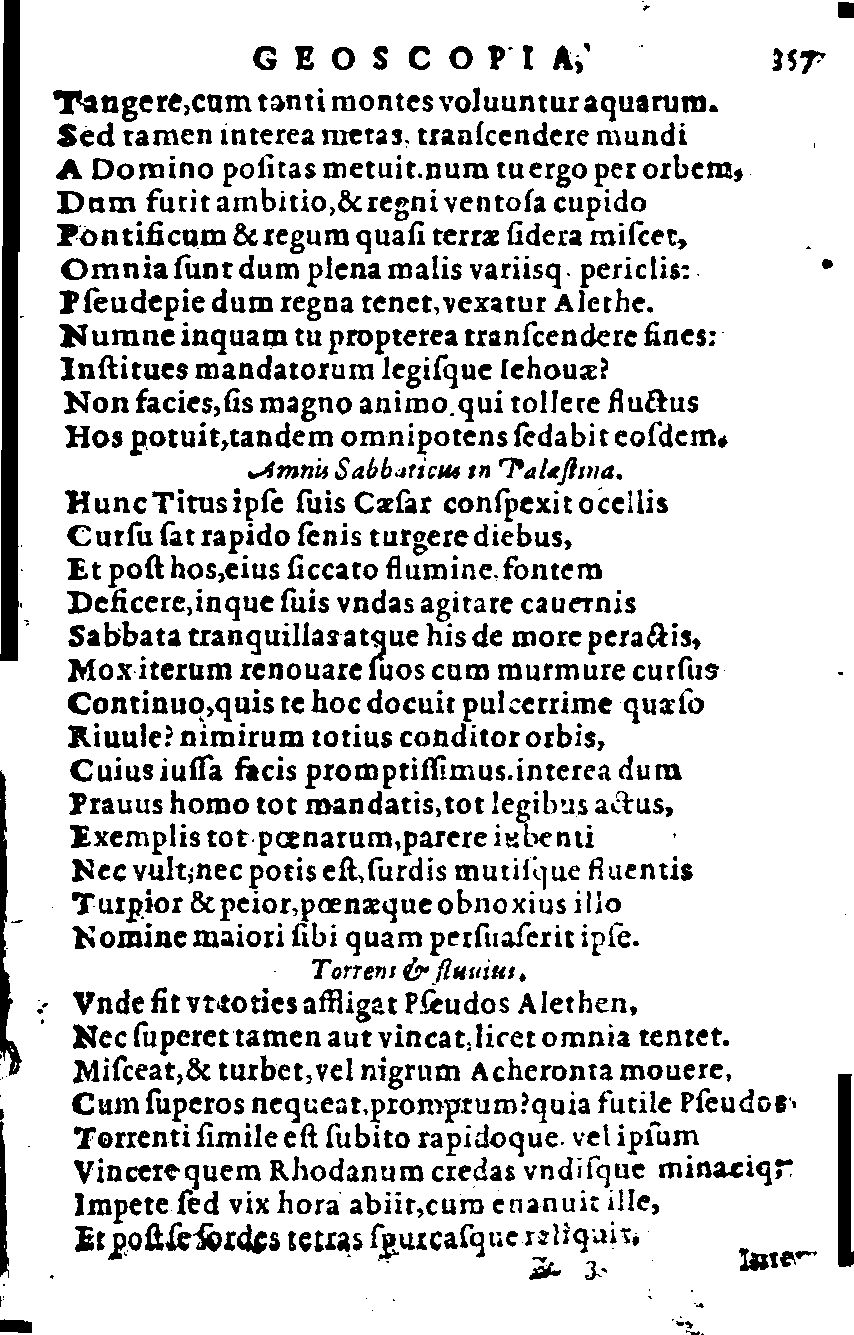 GEOSCOPIA, 357
Tangere,cum tanti montes voluuntur aquarum.
Sed tamen interea metas, tranſcendere mundi
A Domino poſitas metuit.num tu ergo per orbem,
Dum furit ambitio,& regni ventoſa cupido
Pontificum & regum quaſi terræ ſidera miſcet,
Omnia ſunt dum plena malis variisq. periclis:
Pſeudepie dum regna tenet,vexatur Alethe.
Numne inquam tu propterea tranſcendere fines:
Inſtitues mandatorum legiſque Iehouæ?
Non facies,ſis magno animo.qui tollere fluctus
Hos potuit,tandem omnipotens ſedabit eoſdem.
Amnis Sabbaticus in Palæſtina.
Hunc Titus ipſe ſuis Cæſar conſpexit ocellis
Curſu ſat rapido ſenis turgere diebus,
Et poſt hos,eius ſiccato flumine.fontem
Deficere,inque ſuis vndas agitare cauernis
Sabbata tranquillas atque his de more peractis,
Mox iterum renouare ſuos cum murmure curſus
Continuo,quis te hoc docuit pulcerrime quæſo
Riuule? nimirum totius conditor orbis,
Cuius iuſſa facis promptiſſimus.interea dum
Prauus homo tot mandatis,tot legibus actus,
Exemplis tot pœnarum,parere iubenti
Nec vult;nec potis eſt,ſurdis mutiſque fluentis
Turpior & peior,pœnæque obnoxius illo
Nomine maiori ſibi quam perſuaſerit ipſe.
Torrens & fluuius.
Vnde fit vt toties affligat Pſeudos Alethen,
Nec ſuperet tamen aut vincat,licet omnia tentet.
Miſceat,& turbet,vel nigrum Acheronta mouere,
Cum ſuperos nequeat.promptum?quia futile Pſeudos
Torrenti ſimile eſt ſubito rapidoque. vel ipſum
Vincere quem Rhodanum credas vndiſque minaciq;
Impete ſed vix hora abiit,cum euanuit ille,
Et poſt ſe ſordes tetras ſpurcaſque reliquit.
3 Inte